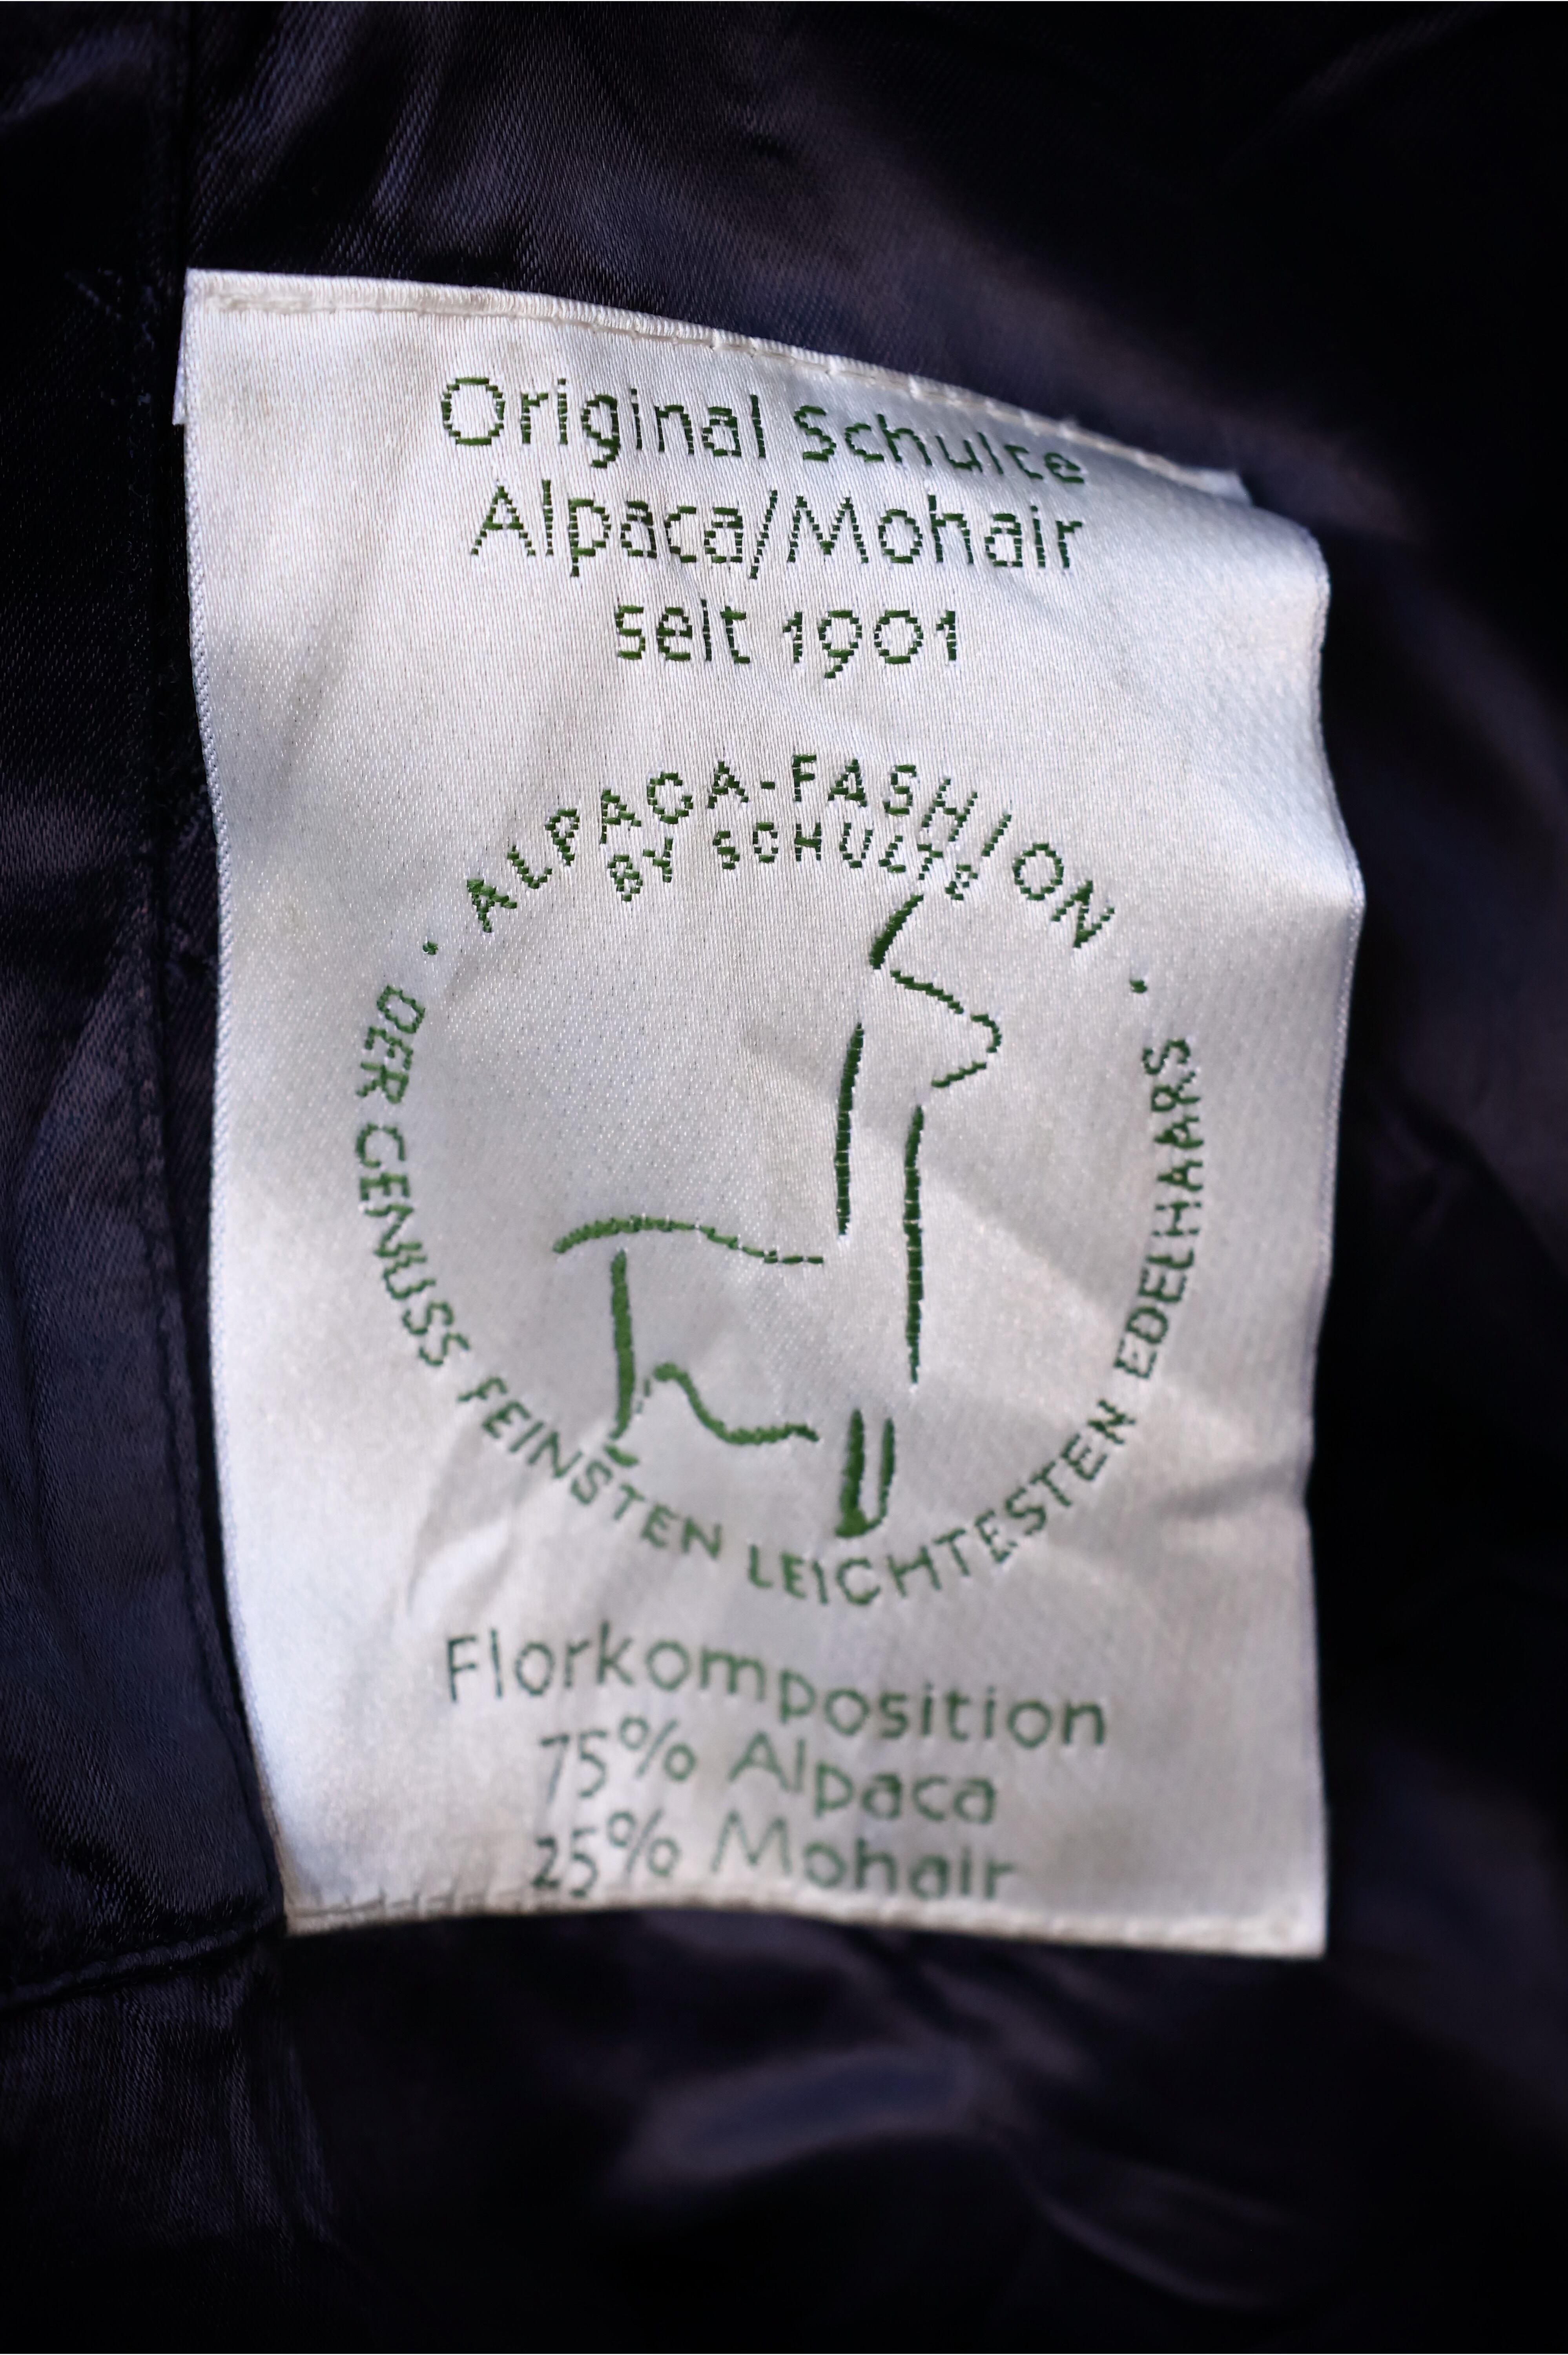 Original Schulte
Alpaca/Mohair
seit 1901
· ALPACA-FASHION ·
BY SCHULTE
DER GENUSS FEINSTEN LEICHTESTEN EDELHAARS
Florkomposition
75% Alpaca
25% Mohair